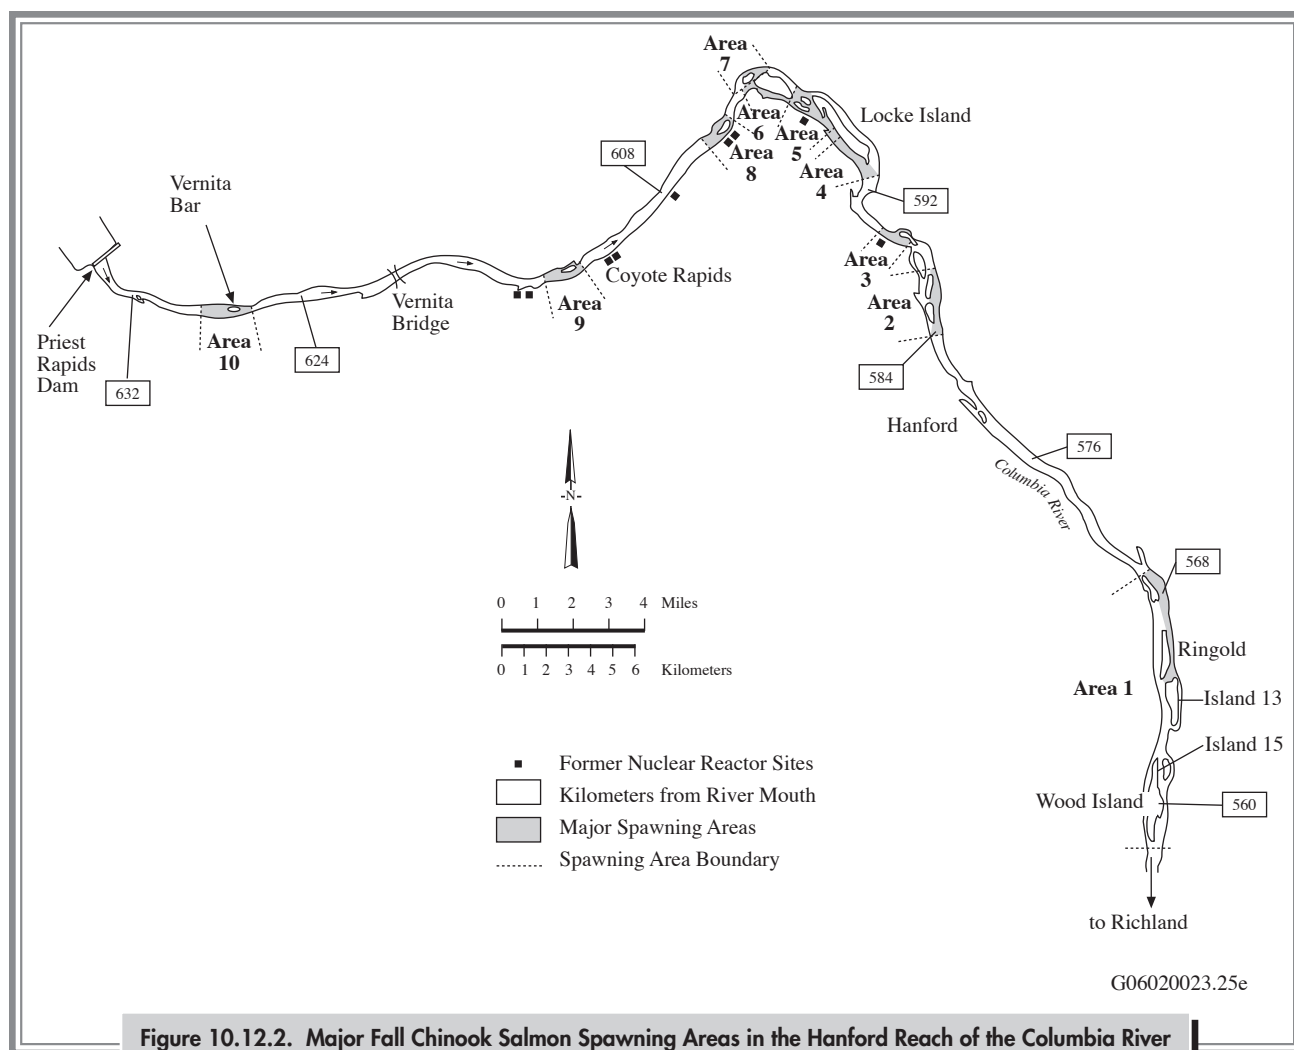 Area
7
Locke Island
Area
6
Area
5
Area
8
Area
4
608
592
Vernita
Bar
Area
3
Coyote Rapids
Area
9
Vernita
Bridge
Area
2
Priest
Rapids
Dam
Area
10
632
624
584
Hanford
576
Columbia River
-N-
568
0 1 2 3 4 Miles
0 1 2 3 4 5 6 Kilometers
Ringold
Area 1
Island 13
Island 15
Wood Island
560
Former Nuclear Reactor Sites
Kilometers from River Mouth
Major Spawning Areas
Spawning Area Boundary
to Richland
G06020023.25e
Figure 10.12.2. Major Fall Chinook Salmon Spawning Areas in the Hanford Reach of the Columbia River